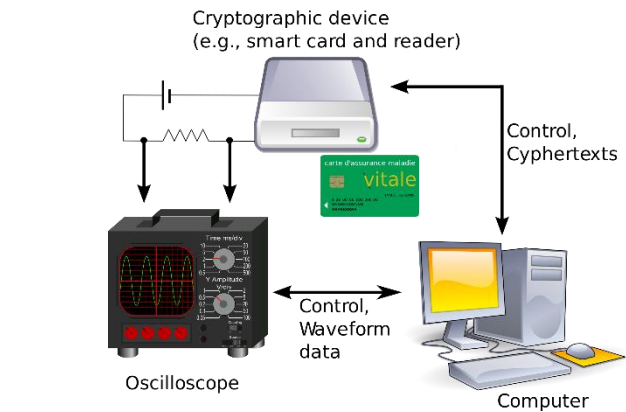 Cryptographic device
(e.g., smart card and reader)
Control,
Cyphertexts
carte d'assurance maladie
vitale
Time ms/div
Y Amplitude
V/div
Control,
Waveform
data
Oscilloscope
Computer